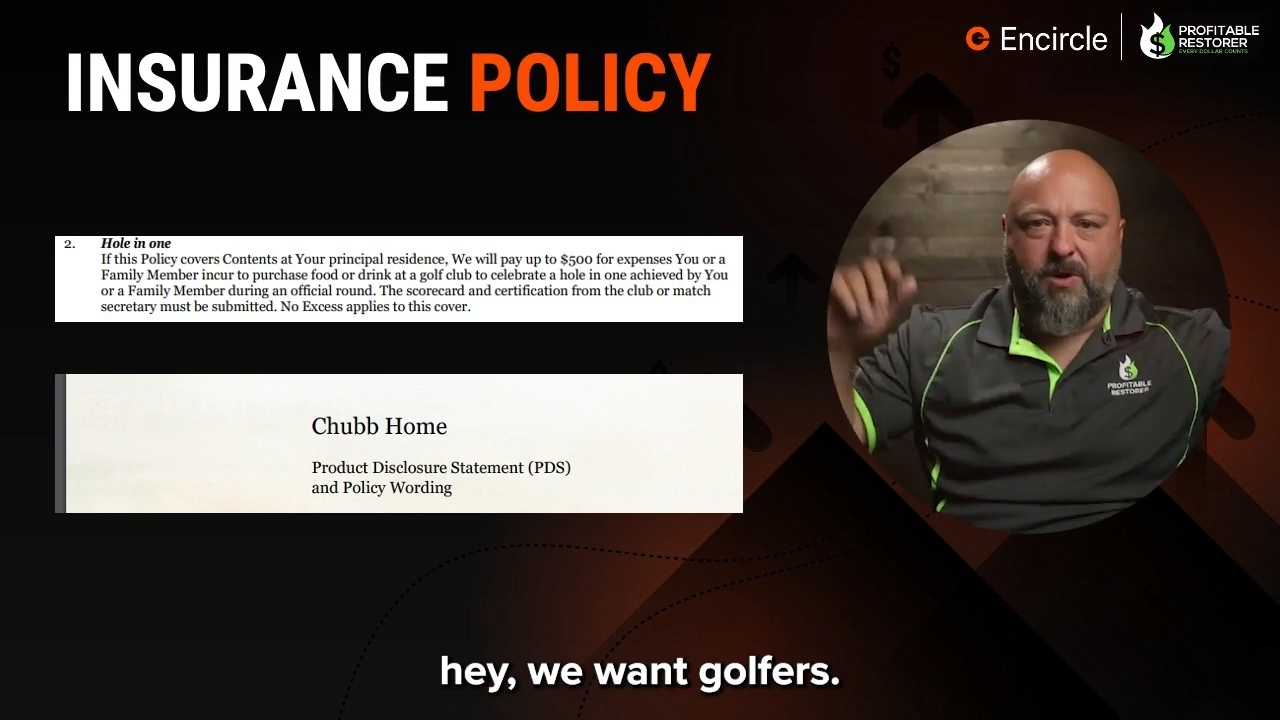 Encircle
PROFITABLE
RESTORER
EVERY DOLLAR COUNTS
INSURANCE POLICY
2. Hole in one
If this Policy covers Contents at Your principal residence, We will pay up to $500 for expenses You or a
Family Member incur to purchase food or drink at a golf club to celebrate a hole in one achieved by You
or a Family Member during an official round. The scorecard and certification from the club or match
secretary must be submitted. No Excess applies to this cover.
PROFITABLE
RESTORER
Chubb Home
Product Disclosure Statement (PDS)
and Policy Wording
hey, we want golfers.